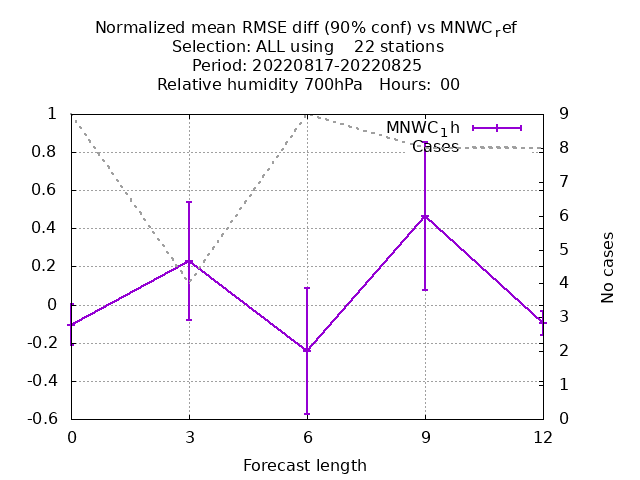 Normalized mean RMSE diff (90% conf) vs MNWCref
Selection: ALL using    22 stations
Period: 20220817-20220825
Relative humidity 700hPa   Hours:  00
MNWC1h
Cases
1
0.8
0.6
0.4
0.2
0
-0.2
-0.4
-0.6
9
8
7
6
5
4
3
2
1
0
No cases
0 3 6 9 12
Forecast length